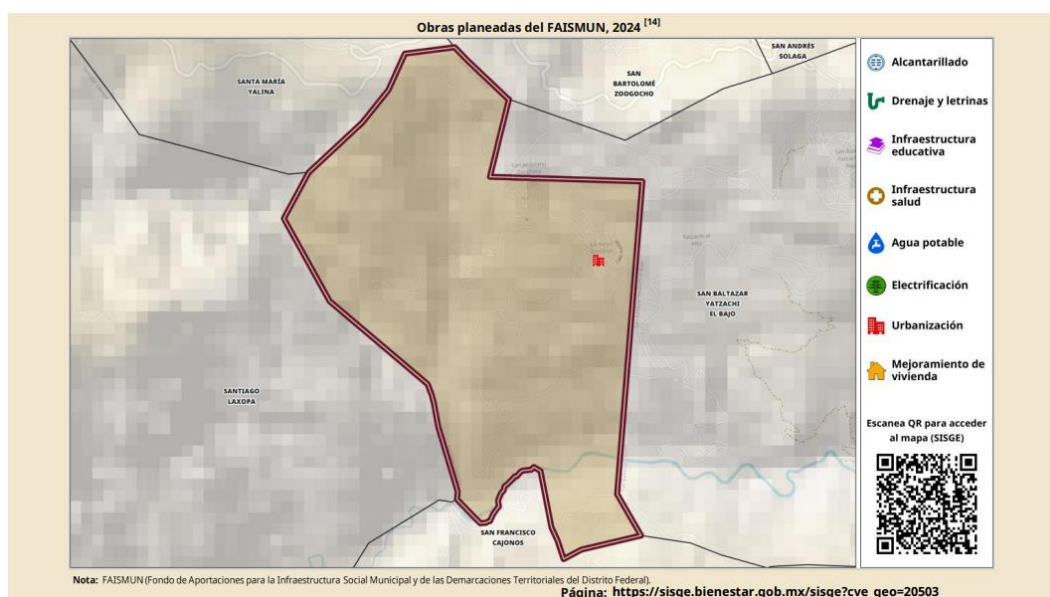 Obras planeadas del FAISMUN, 2024 [14]
SAN ANDRÉS
SOLAGA
SANTA MARÍA
YALINA
SAN
BARTOLOMÉ
ZOOGOCHO
SAN BALTAZAR
YATZACHI
EL BAJO
SANTIAGO
LAXOPA
SAN FRANCISCO
CAJONOS
Alcantarillado
Drenaje y letrinas
Infraestructura
educativa
Infraestructura
salud
Agua potable
Electrificación
Urbanización
Mejoramiento de
vivienda
Escanea QR para acceder
al mapa (SISGE)
Nota: FAISMUN (Fondo de Aportaciones para la Infraestructura Social Municipal y de las Demarcaciones Territoriales del Distrito Federal).
Página: https://sisge.bienestar.gob.mx/sisge?cve_geo=20503